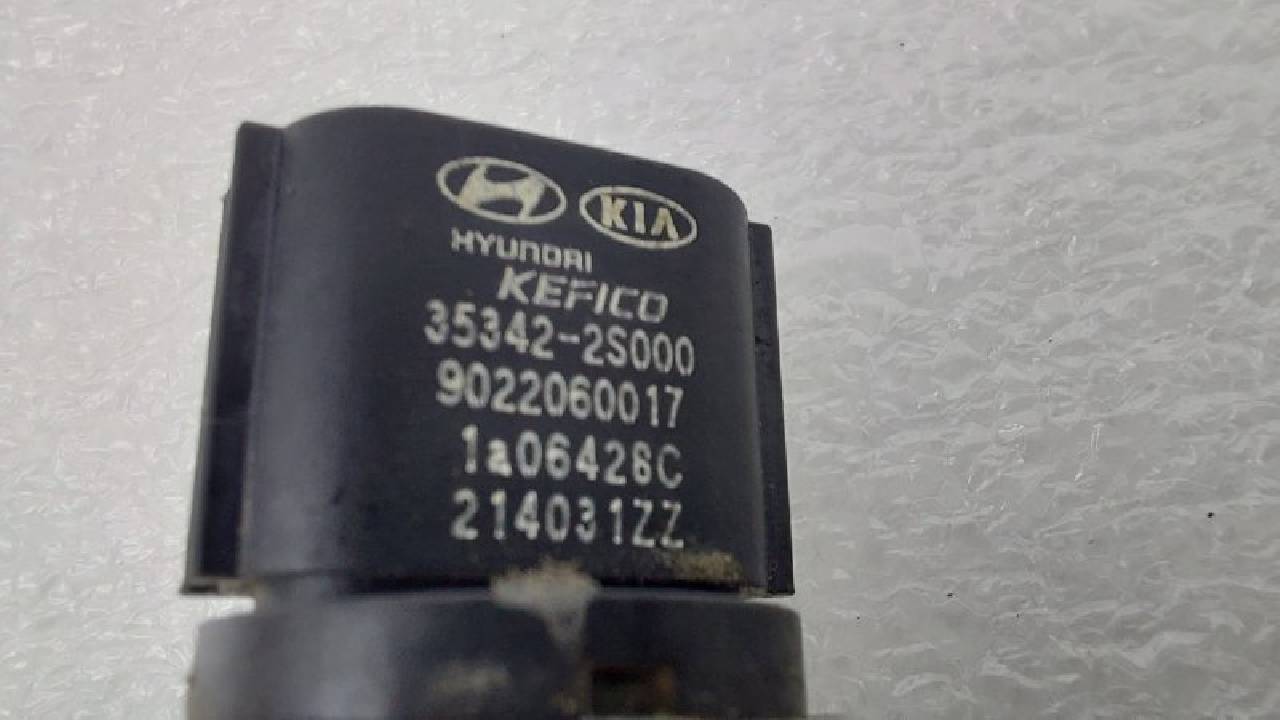 KIA
HYUNDAI
KEFICO
35342-2S000
9022060017
1a06428C
214031ZZ